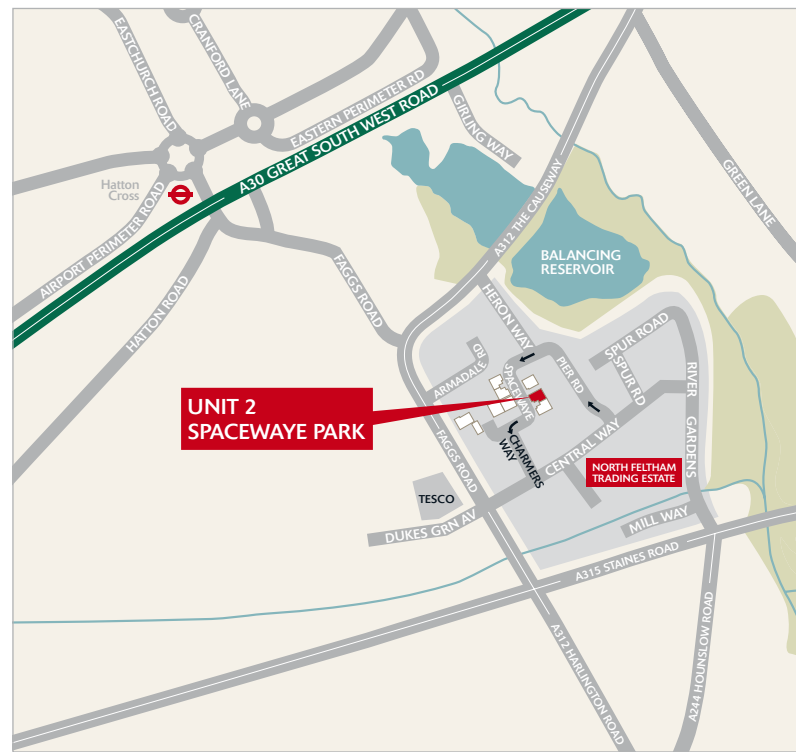 EASTCHURCH ROAD
CRANFORD LANE
EASTERN PERIMETER RD
A30 GREAT SOUTH WEST ROAD
GIRLING WAY
GREEN LANE
Hatton
Cross
AIRPORT PERIMETER ROAD
HATTON ROAD
FAGGS ROAD
A312 THE CAUSEWAY
BALANCING
RESERVOIR
HERON WAY
SPUR ROAD
SPUR RD
PIER RD
ARMADALE RD
SPACEWAYE
RIVER GARDENS
UNIT 2
SPACEWAYE PARK
FAGGS ROAD
CHARMERS
WAY
CENTRAL WAY
NORTH FELTHAM
TRADING ESTATE
TESCO
DUKES GRN AV
MILL WAY
A315 STAINES ROAD
A312 HARLINGTON ROAD
A244 HOUNSLOW ROAD